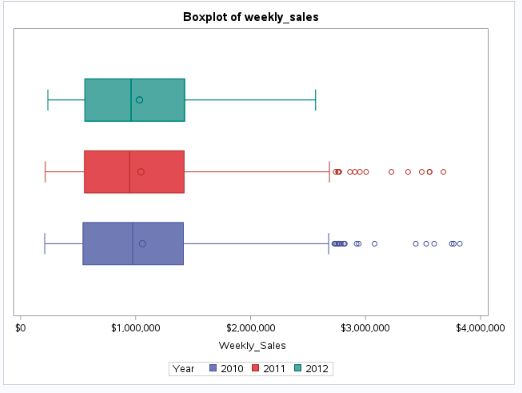 Boxplot of weekly_sales
$0 $1,000,000 $2,000,000 $3,000,000 $4,000,000
Weekly_Sales
Year 2010 2011 2012